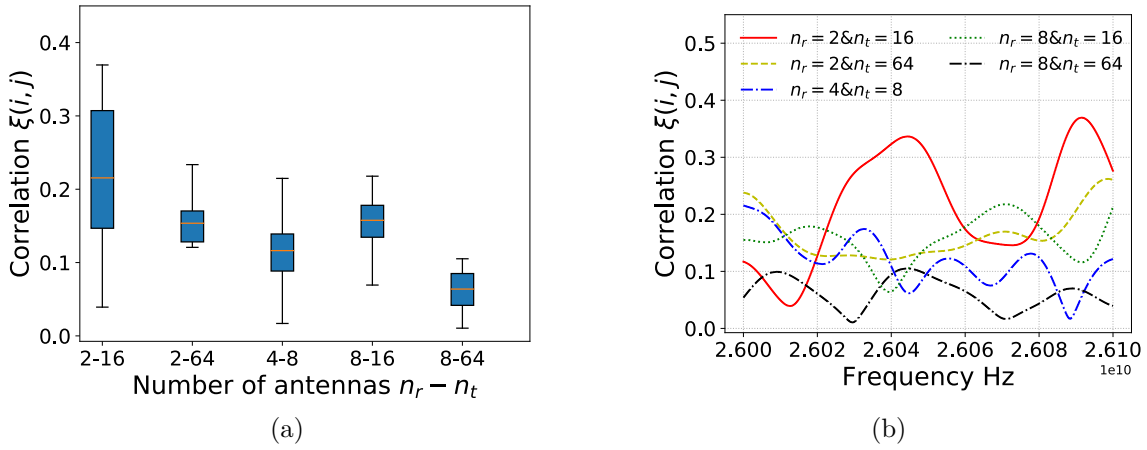 Correlation ξ(i, j)
0.4
0.3
0.2
0.1
0.0
2-16 2-64 4-8 8-16 8-64
Number of antennas n_r − n_t
(a)
Correlation ξ(i, j)
0.5
0.4
0.3
0.2
0.1
0.0
n_r = 2&n_t = 16
n_r = 2&n_t = 64
n_r = 4&n_t = 8
n_r = 8&n_t = 16
n_r = 8&n_t = 64
2.600 2.602 2.604 2.606 2.608 2.610
1e10
Frequency Hz
(b)